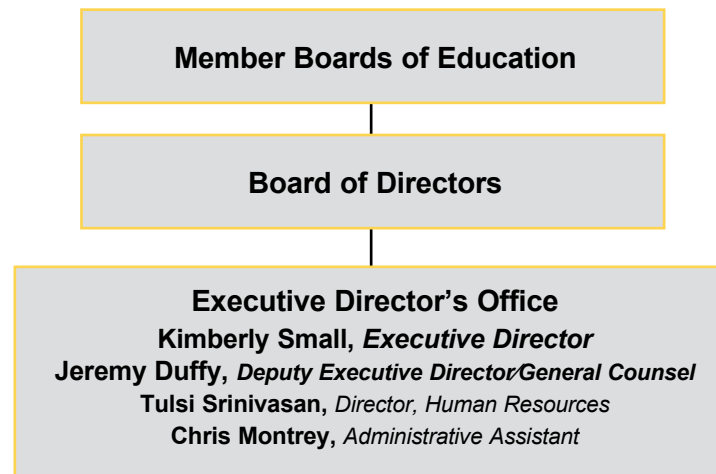 Member Boards of Education
Board of Directors
Executive Director’s Office
Kimberly Small, Executive Director
Jeremy Duffy, Deputy Executive Director⁄General Counsel
Tulsi Srinivasan, Director, Human Resources
Chris Montrey, Administrative Assistant